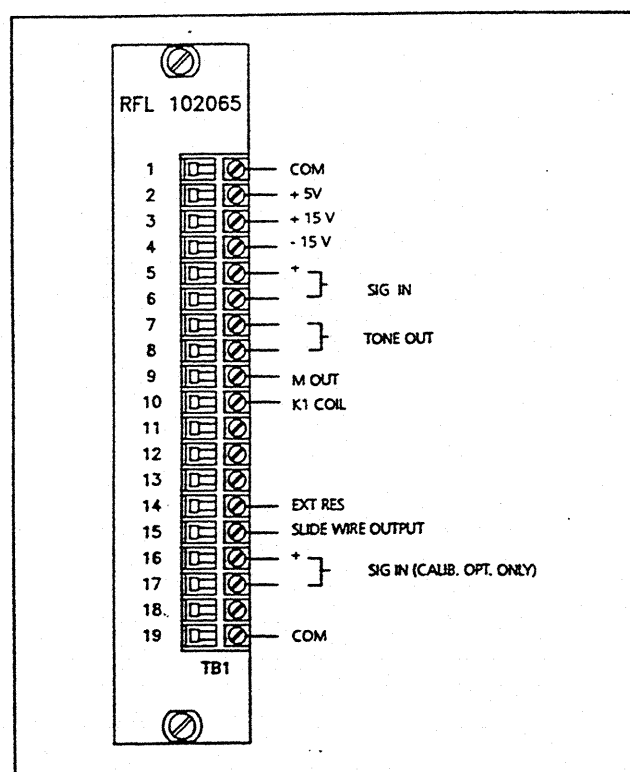 RFL 102065
1 COM
2 + 5V
3 + 15 V
4 - 15 V
5 +
6 SIG IN
7
8 TONE OUT
9 M OUT
10 K1 COIL
11
12
13
14 EXT RES
15 SLIDE WIRE OUTPUT
16 +
17 SIG IN (CALIB. OPT. ONLY)
18
19 COM
TB1